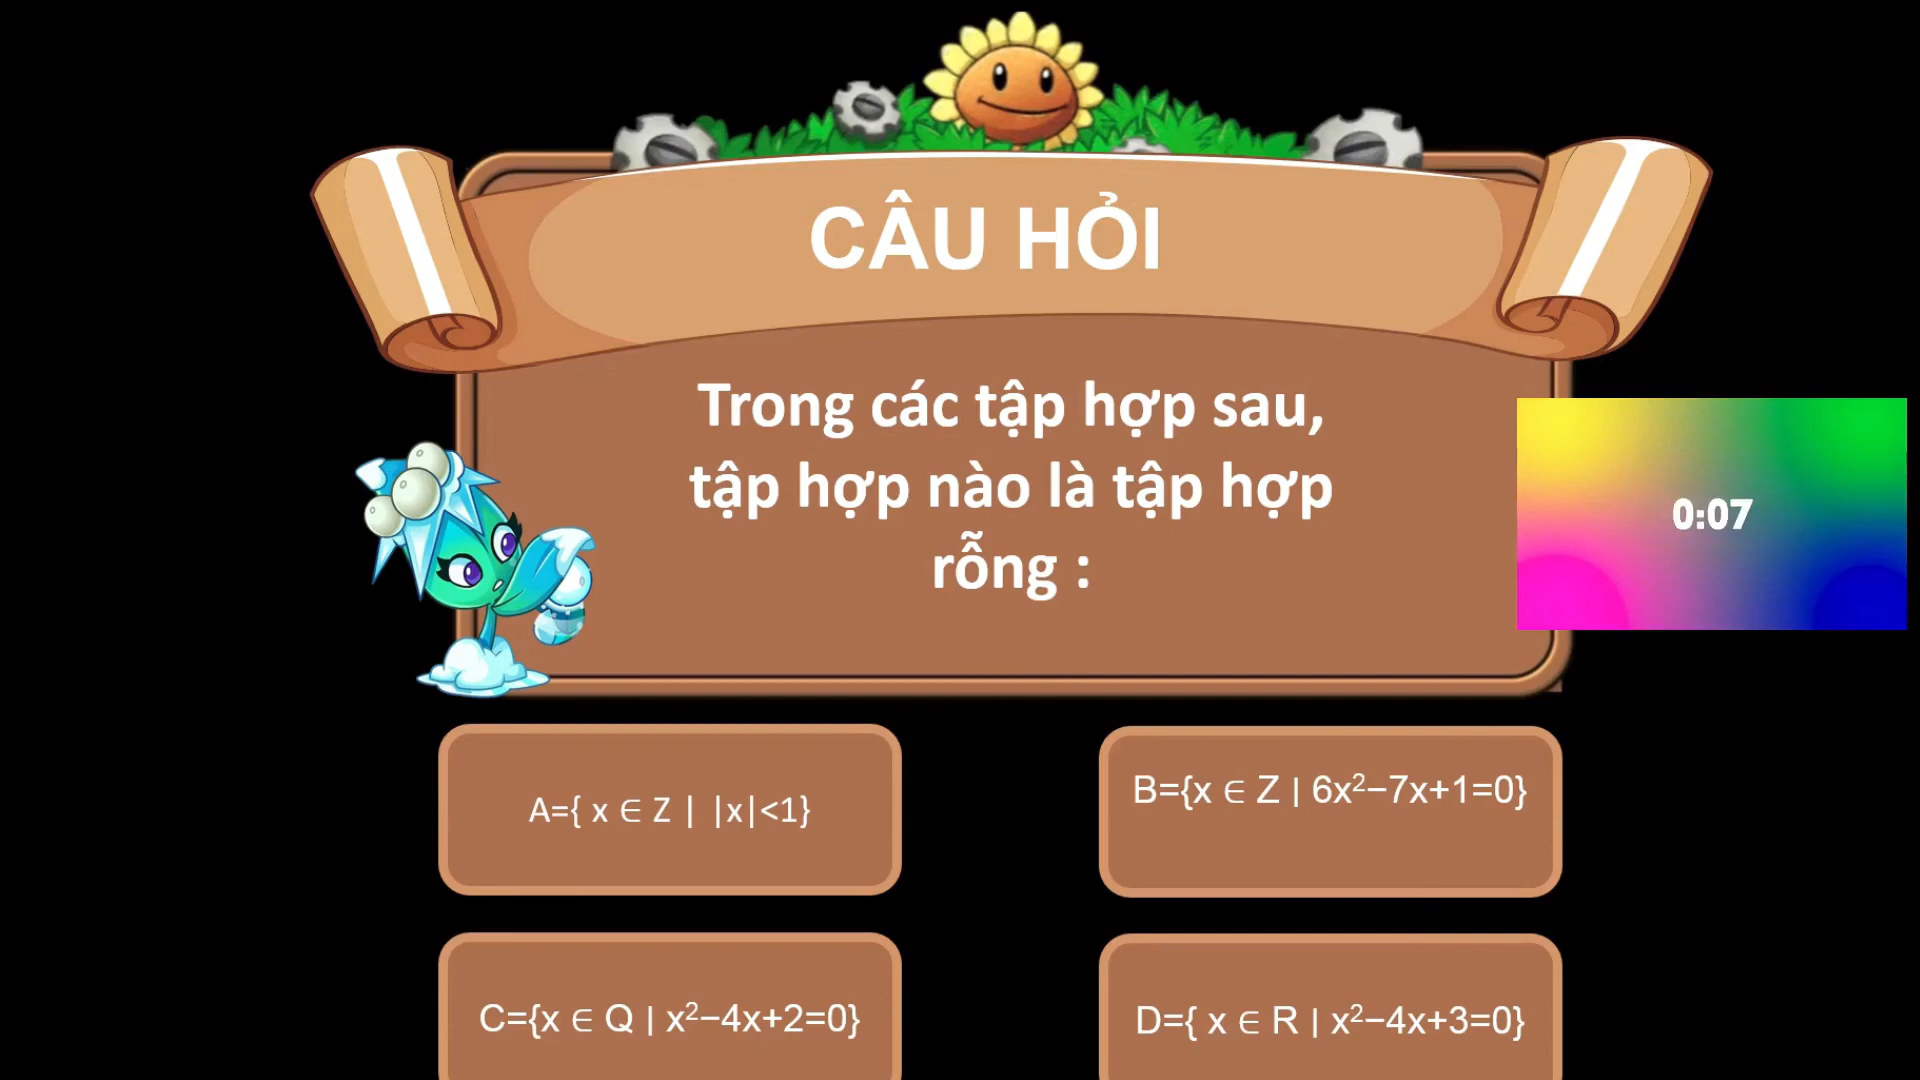 CÂU HỎI
Trong các tập hợp sau,
tập hợp nào là tập hợp
rỗng :
0:07
A={ x ∈ Z | |x|<1}
B={x ∈ Z | 6x²−7x+1=0}
C={x ∈ Q | x²−4x+2=0}
D={ x ∈ R | x²−4x+3=0}